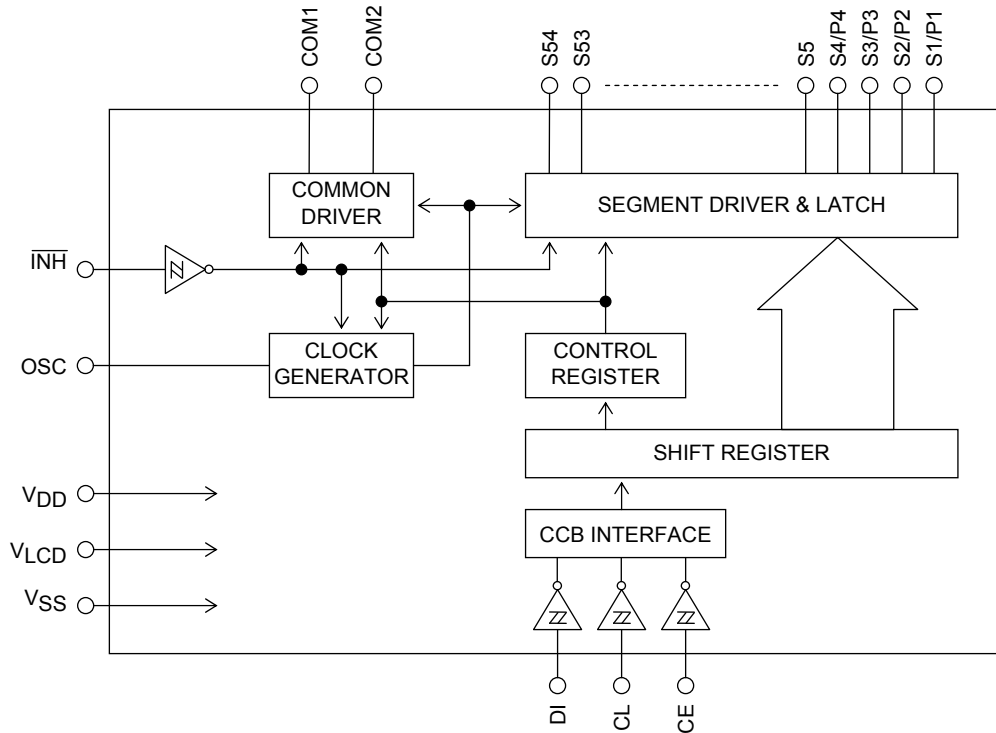 COM1
COM2
S54
S53
S5
S4/P4
S3/P3
S2/P2
S1/P1
COMMON
DRIVER
SEGMENT DRIVER & LATCH
INH
OSC
CLOCK
GENERATOR
CONTROL
REGISTER
SHIFT REGISTER
VDD
CCB INTERFACE
VLCD
VSS
DI
CL
CE